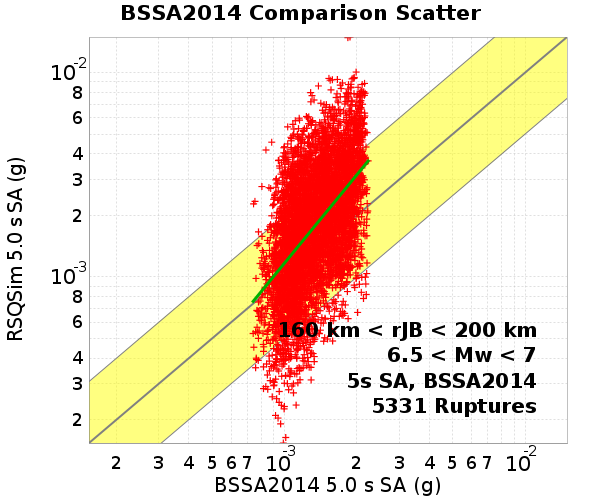 BSSA2014 Comparison Scatter
RSQSim 5.0 s SA (g)
10-2
8
6
4
3
2
10-3
8
6
4
3
2
160 km < rJB < 200 km
6.5 < Mw < 7
5s SA, BSSA2014
5331 Ruptures
2 3 4 5 6 7 10-3 2 3 4 5 6 7 10-2
BSSA2014 5.0 s SA (g)